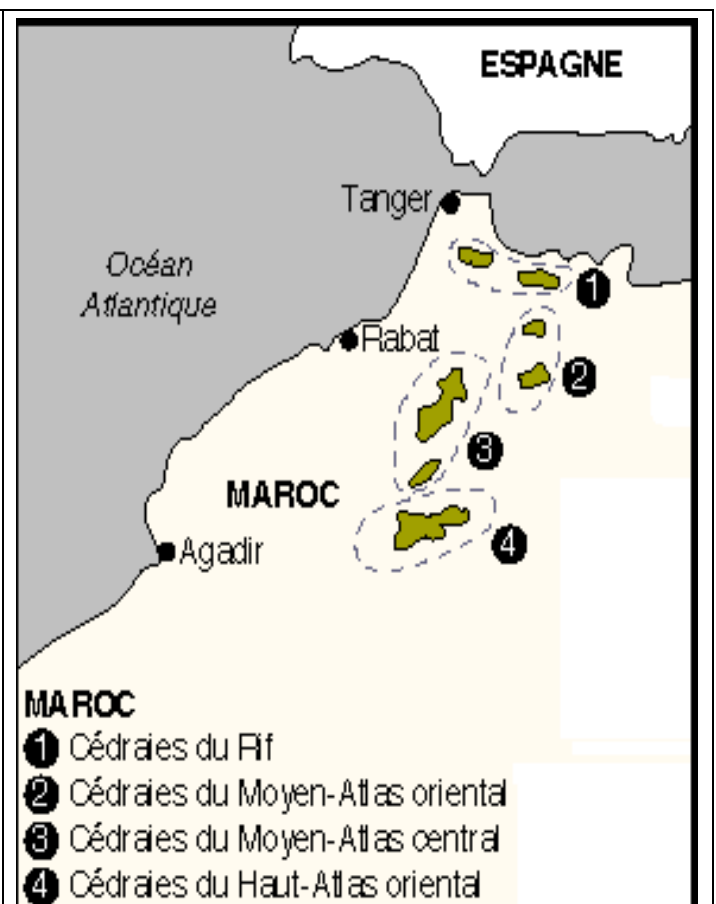 ESPAGNE
Tanger
Océan
Atlantique
1
Rabat
2
3
MAROC
4
Agadir
MAROC
1 Cédraies du Rif
2 Cédraies du Moyen-Atlas oriental
3 Cédraies du Moyen-Atlas central
4 Cédraies du Haut-Atlas oriental